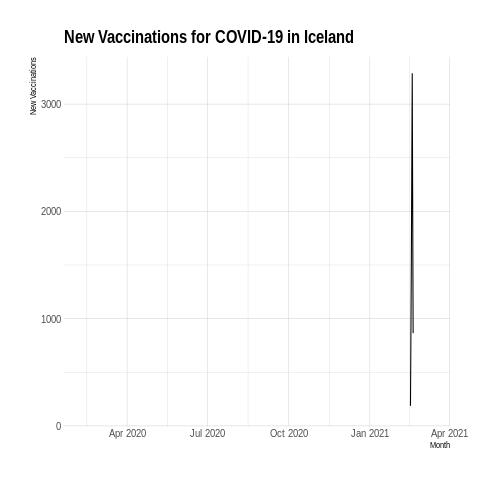 New Vaccinations for COVID-19 in Iceland
New Vaccinations
3000
2000
1000
0
Apr 2020 Jul 2020 Oct 2020 Jan 2021 Apr 2021
Month